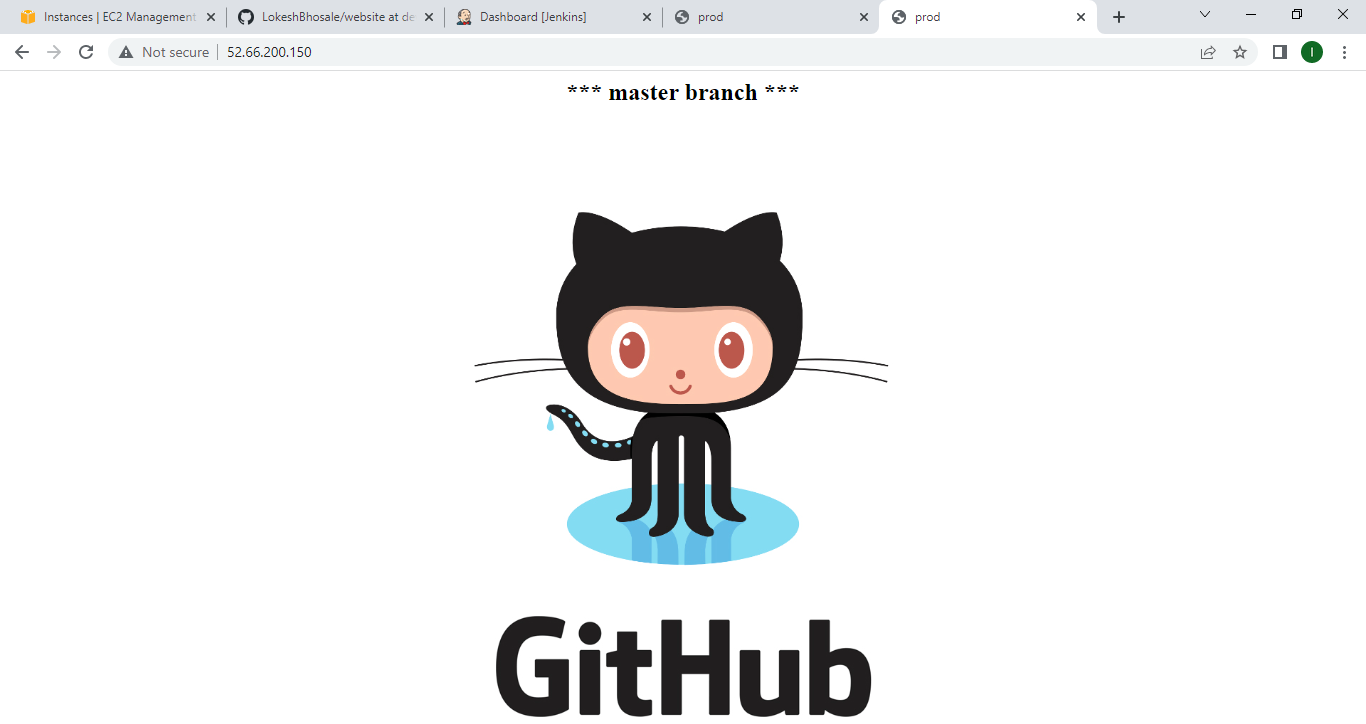 Instances | EC2 Management
LokeshBhosale/website at de
Dashboard [Jenkins]
prod
prod
Not secure
52.66.200.150
I
*** master branch ***
GitHub